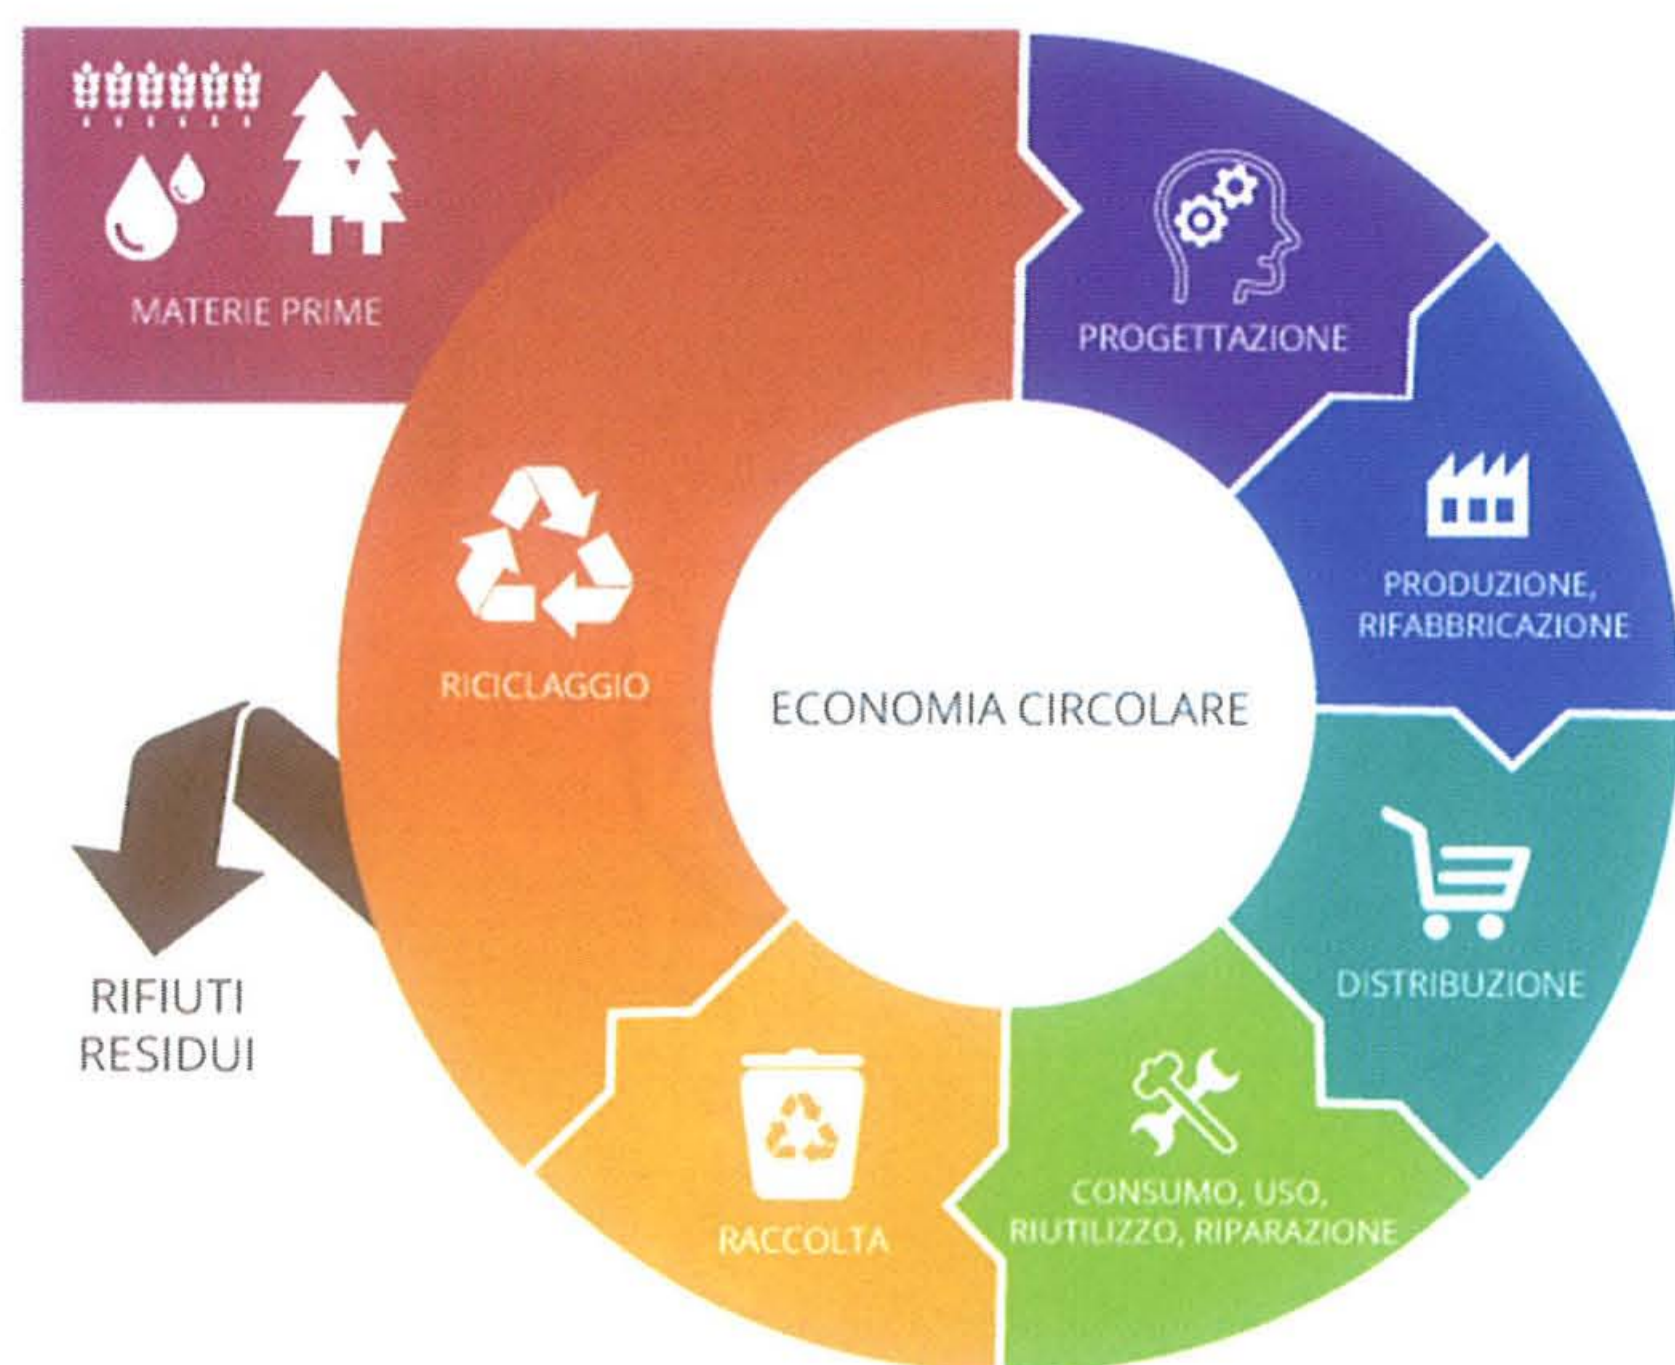 MATERIE PRIME
PROGETTAZIONE
PRODUZIONE,
RIFABBRICAZIONE
DISTRIBUZIONE
CONSUMO, USO,
RIUTILIZZO, RIPARAZIONE
RACCOLTA
RICICLAGGIO
RIFIUTI
RESIDUI
ECONOMIA CIRCOLARE